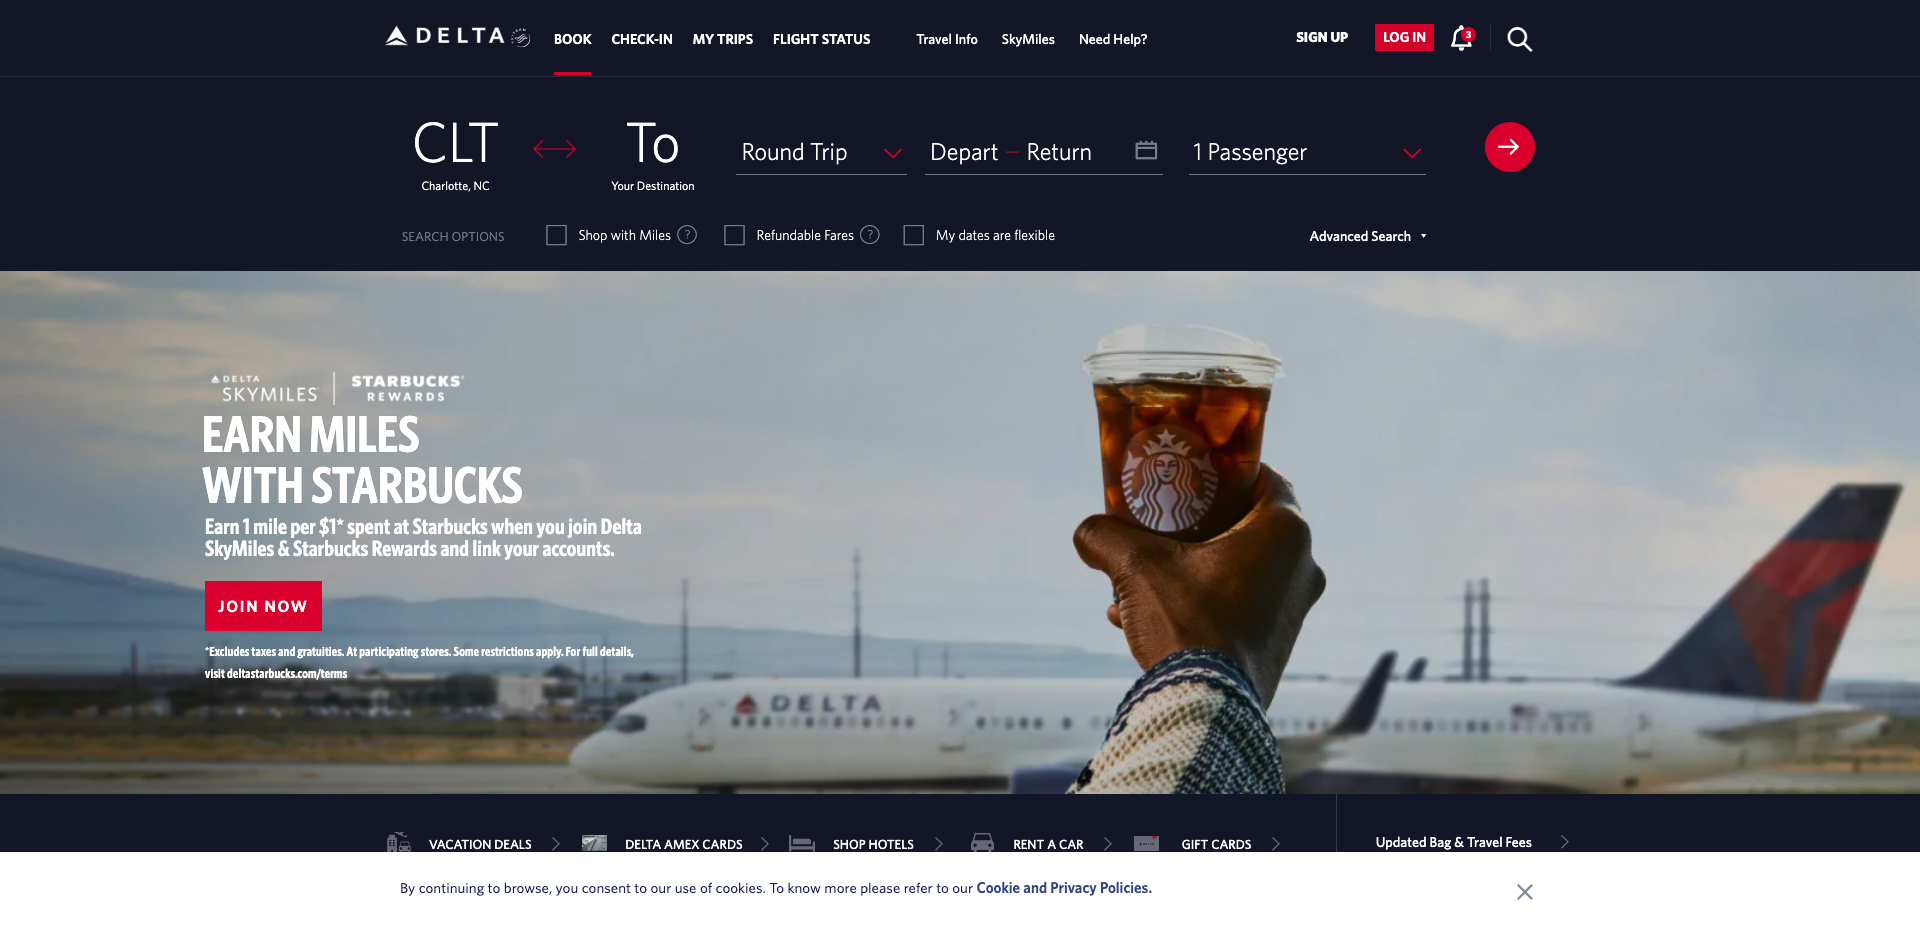 DELTA
BOOK
CHECK-IN
MY TRIPS
FLIGHT STATUS
Travel Info
SkyMiles
Need Help?
SIGN UP
LOG IN
3
CLT
Charlotte, NC
To
Your Destination
Round Trip
Depart — Return
1 Passenger
SEARCH OPTIONS
Shop with Miles ?
Refundable Fares ?
My dates are flexible
Advanced Search
DELTA
SKYMILES
STARBUCKS®
REWARDS
EARN MILES
WITH STARBUCKS
Earn 1 mile per $1* spent at Starbucks when you join Delta
SkyMiles & Starbucks Rewards and link your accounts.
JOIN NOW
*Excludes taxes and gratuities. At participating stores. Some restrictions apply. For full details,
visit deltastarbucks.com/terms
DELTA
VACATION DEALS
DELTA AMEX CARDS
SHOP HOTELS
RENT A CAR
GIFT CARDS
Updated Bag & Travel Fees
By continuing to browse, you consent to our use of cookies. To know more please refer to our Cookie and Privacy Policies.